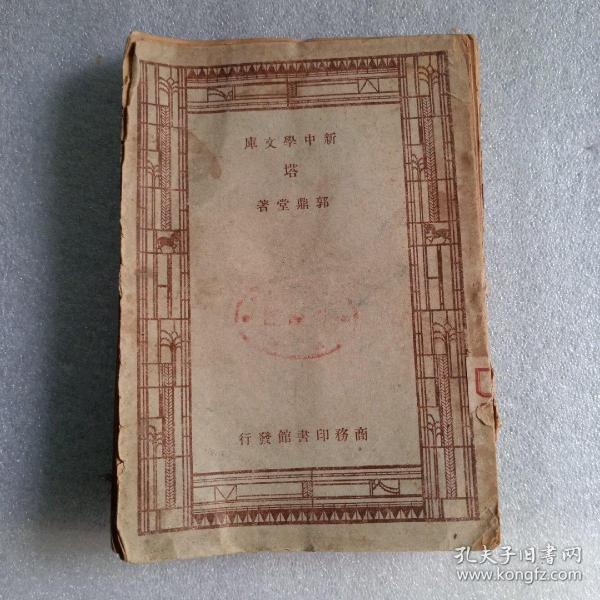 新中學文庫
塔
郭鼎堂著
商務印書館發行
孔夫子旧书网
www.kongfz.com